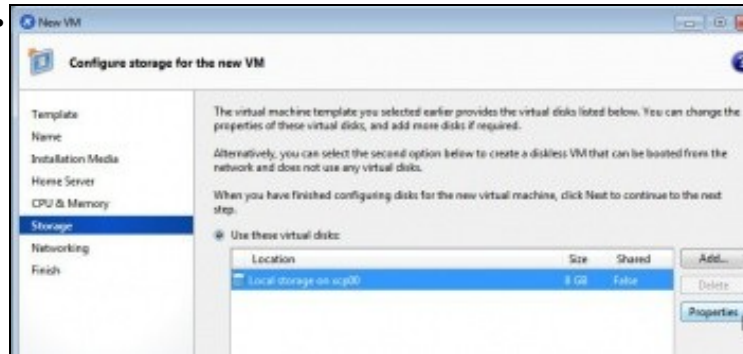 New VM
Configure storage for the new VM
Template
Name
Installation Media
Home Server
CPU & Memory
Storage
Networking
Finish
The virtual machine template you selected earlier provides the virtual disks listed below. You can change the
properties of these virtual disks, and add more disks if required.
Alternatively, you can select the second option below to create a diskless VM that can be booted from the
network and does not use any virtual disks.
When you have finished configuring disks for the new virtual machine, click Next to continue to the next
step.
Use these virtual disks:
Location Size Shared
Local storage on xcp00 8 GB False
Add...
Delete
Properties